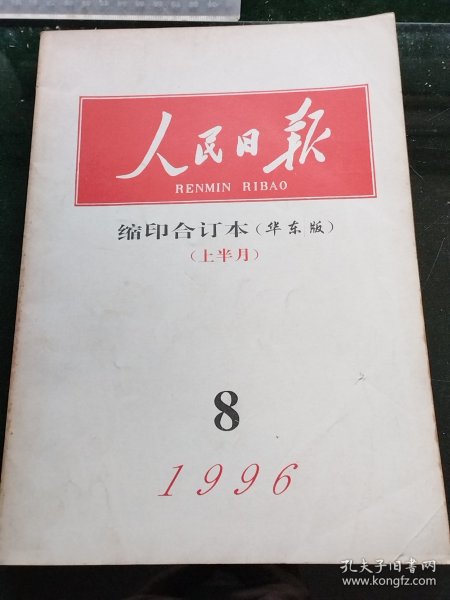 人民日报
RENMIN RIBAO
缩印合订本(华东版)
(上半月)
8
1996
孔夫子旧书网
www.kongfz.com